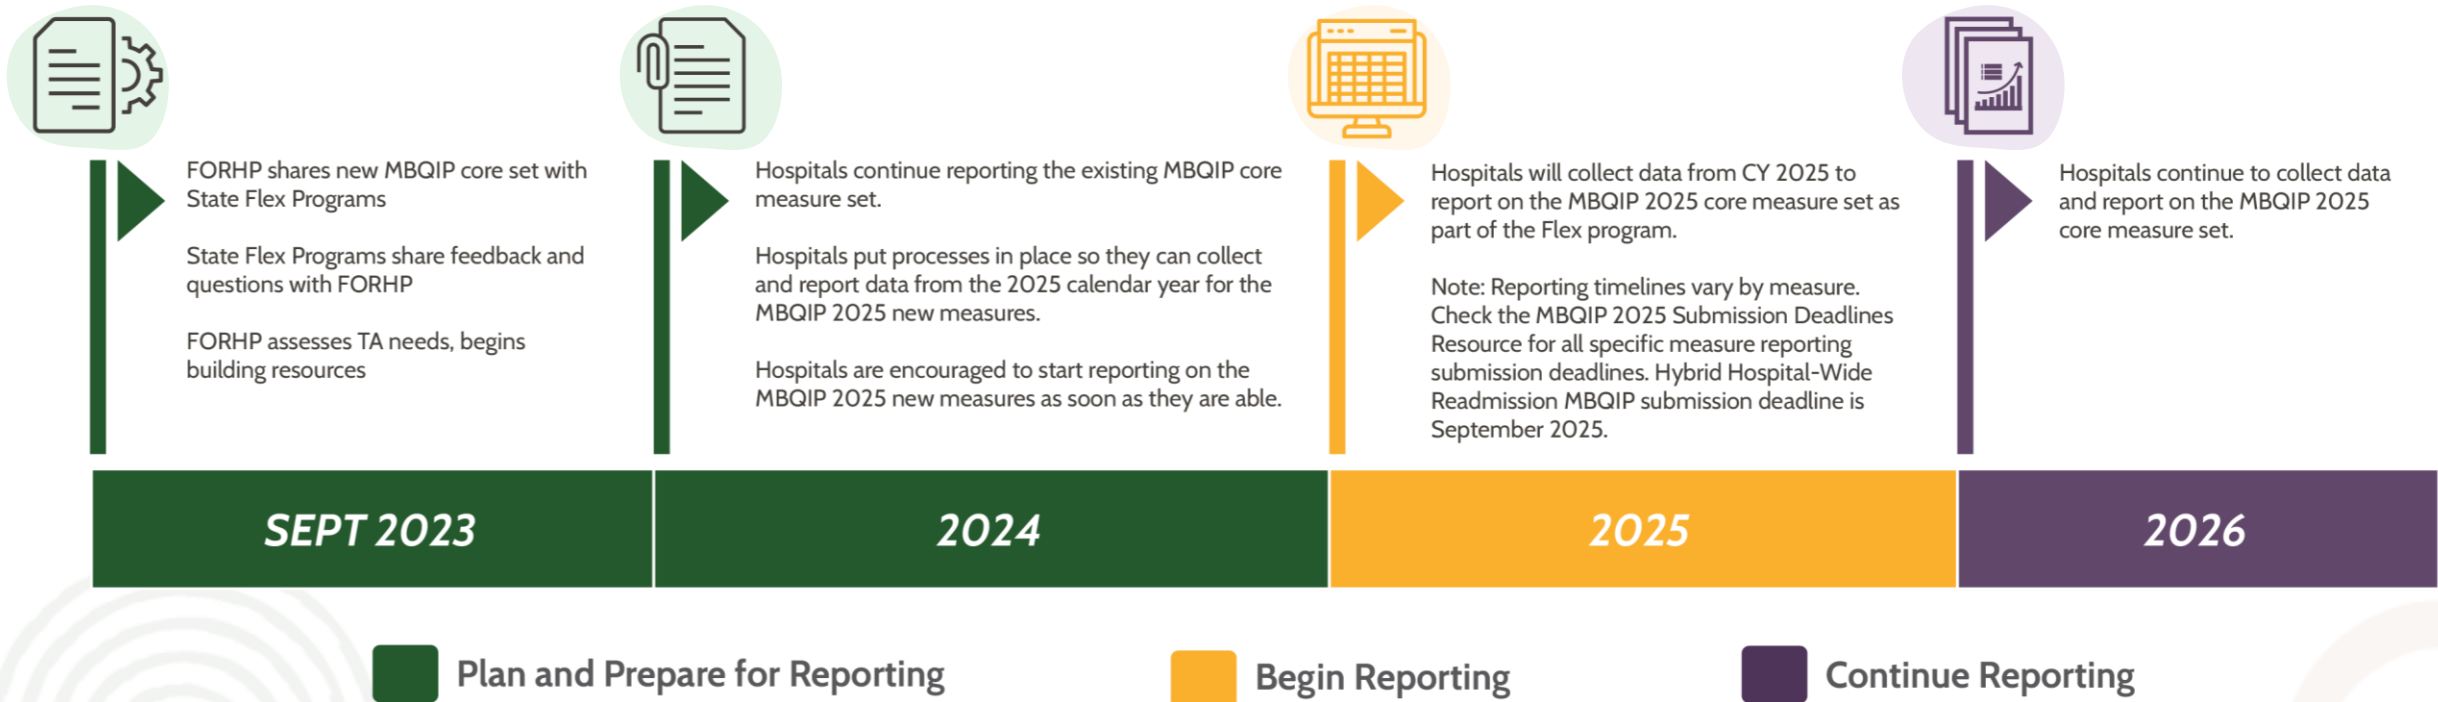 FORHP shares new MBQIP core set with
State Flex Programs
State Flex Programs share feedback and
questions with FORHP
FORHP assesses TA needs, begins
building resources
Hospitals continue reporting the existing MBQIP core
measure set.
Hospitals put processes in place so they can collect
and report data from the 2025 calendar year for the
MBQIP 2025 new measures.
Hospitals are encouraged to start reporting on the
MBQIP 2025 new measures as soon as they are able.
Hospitals will collect data from CY 2025 to
report on the MBQIP 2025 core measure set as
part of the Flex program.
Note: Reporting timelines vary by measure.
Check the MBQIP 2025 Submission Deadlines
Resource for all specific measure reporting
submission deadlines. Hybrid Hospital-Wide
Readmission MBQIP submission deadline is
September 2025.
Hospitals continue to collect data
and report on the MBQIP 2025
core measure set.
SEPT 2023
2024
2025
2026
Plan and Prepare for Reporting
Begin Reporting
Continue Reporting